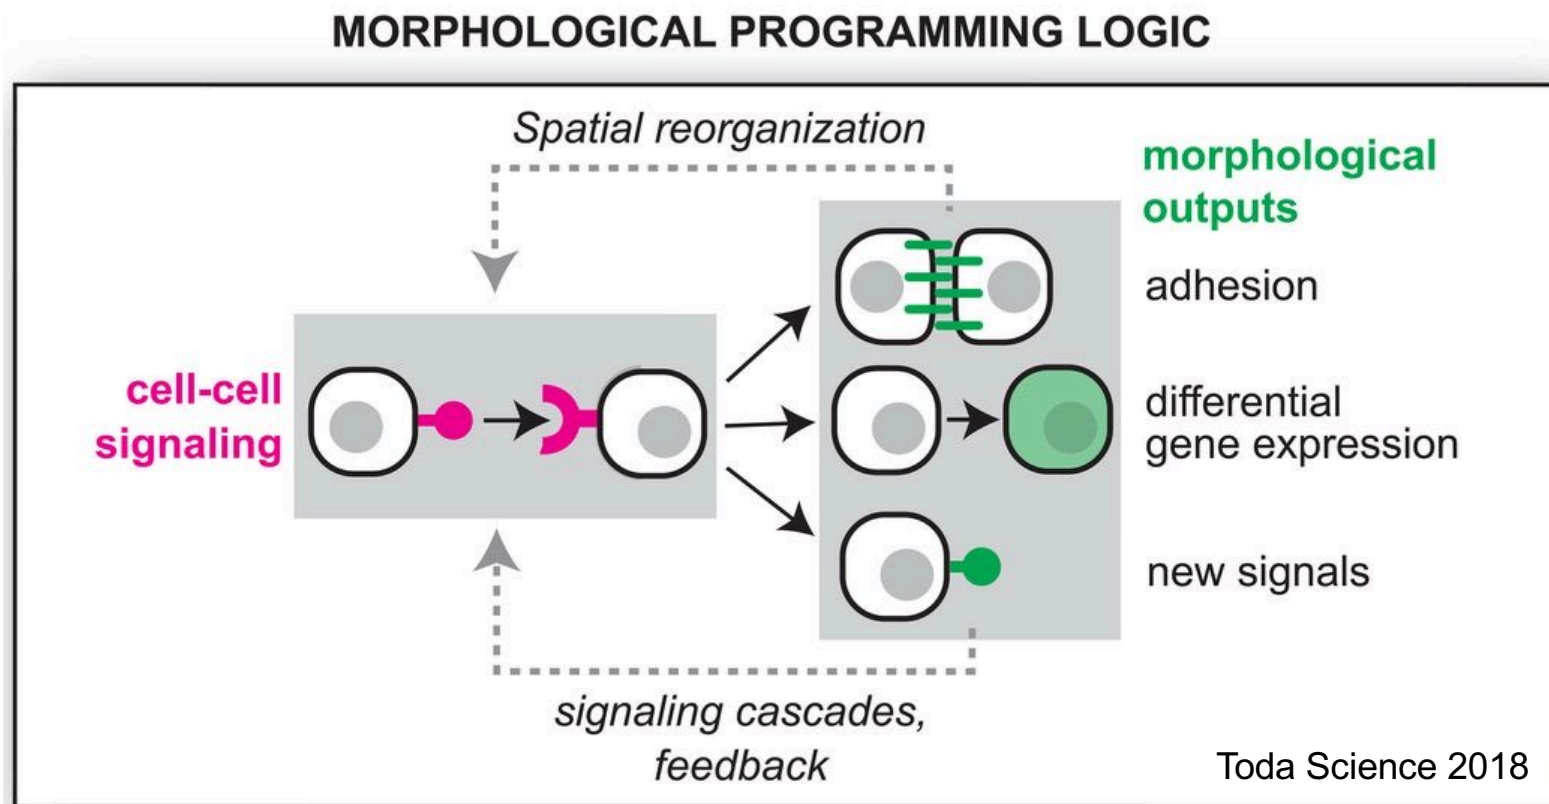 MORPHOLOGICAL PROGRAMMING LOGIC
Spatial reorganization
morphological
outputs
adhesion
cell-cell
signaling
differential
gene expression
new signals
signaling cascades,
feedback
Toda Science 2018